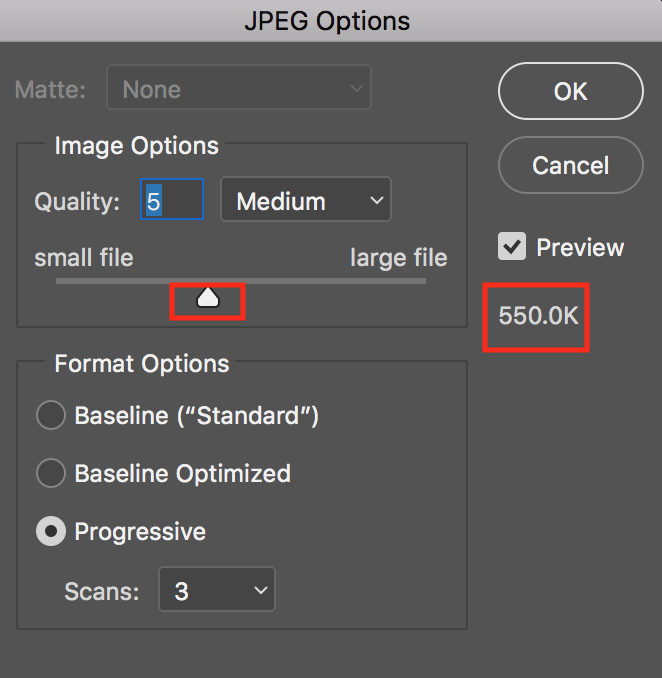 JPEG Options
Matte: None
OK
Image Options
Cancel
Quality: 5 Medium
Preview
small file large file
550.0K
Format Options
Baseline (“Standard”)
Baseline Optimized
Progressive
Scans: 3